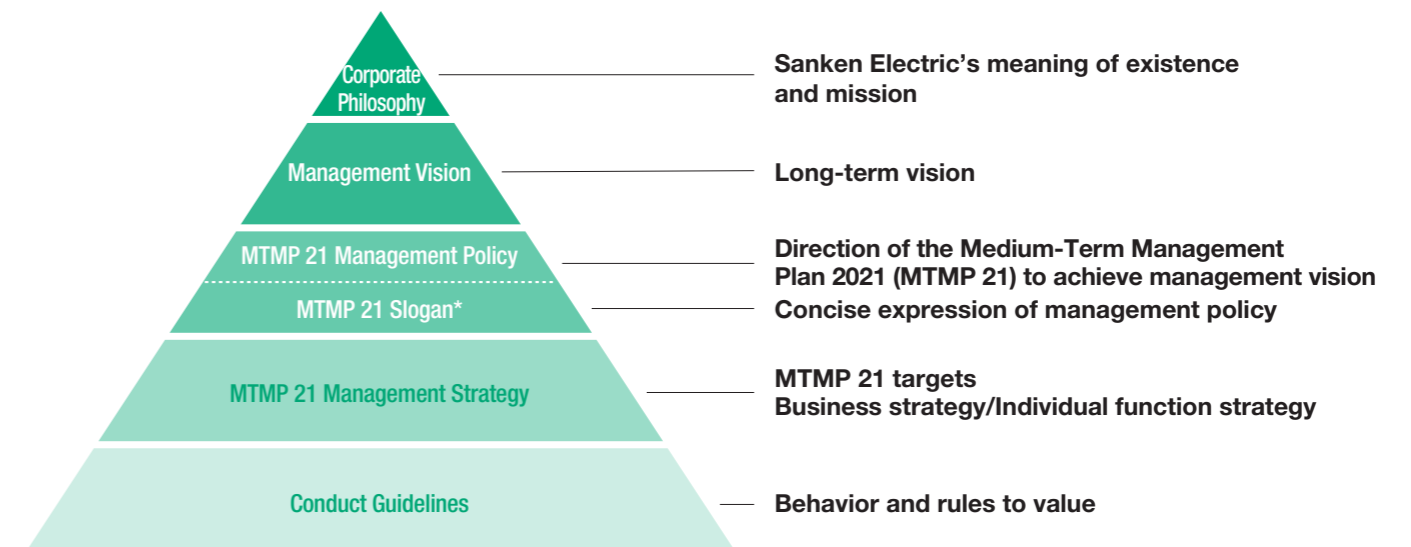 Corporate
Philosophy
Sanken Electric's meaning of existence
and mission
Management Vision
Long-term vision
MTMP 21 Management Policy
Direction of the Medium-Term Management
Plan 2021 (MTMP 21) to achieve management vision
MTMP 21 Slogan*
Concise expression of management policy
MTMP 21 Management Strategy
MTMP 21 targets
Business strategy/Individual function strategy
Conduct Guidelines
Behavior and rules to value